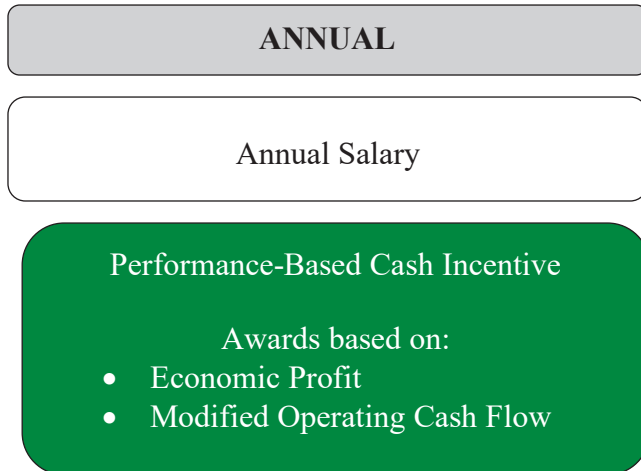 ANNUAL
Annual Salary
Performance-Based Cash Incentive
Awards based on:
• Economic Profit
• Modified Operating Cash Flow